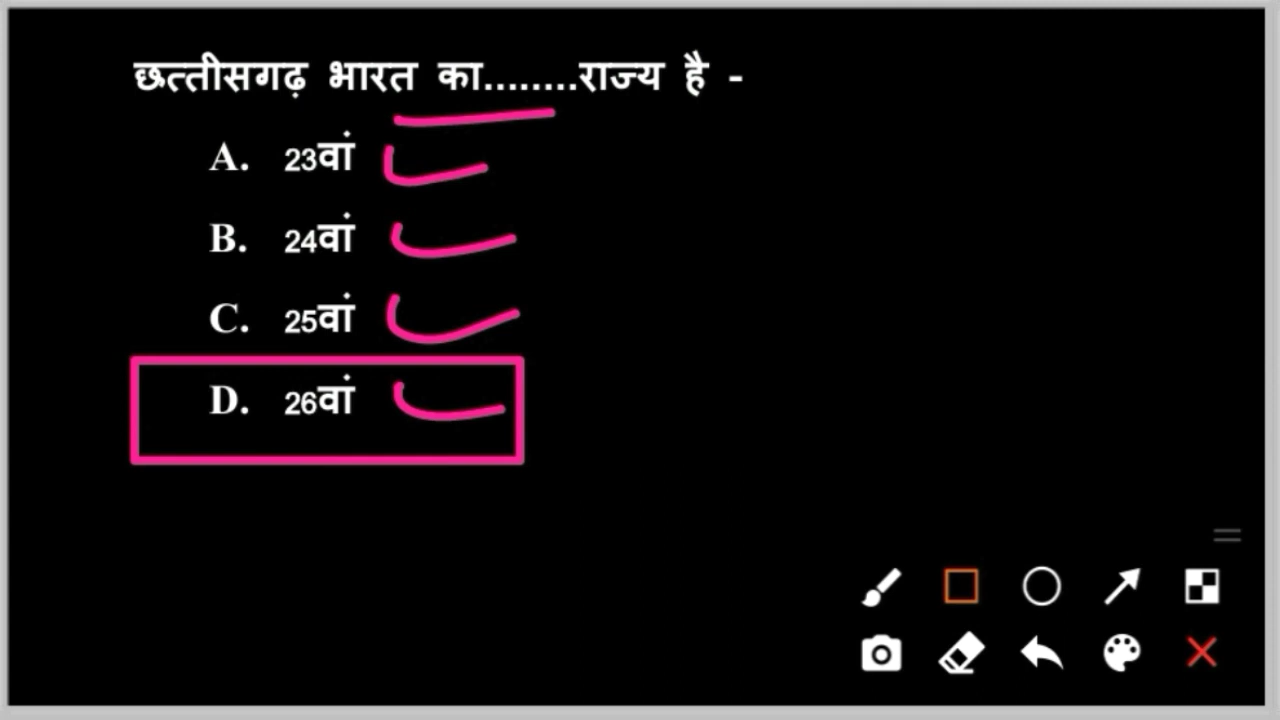 छत्तीसगढ़ भारत का........राज्य है -
A. 23वां
B. 24वां
C. 25वां
D. 26वां